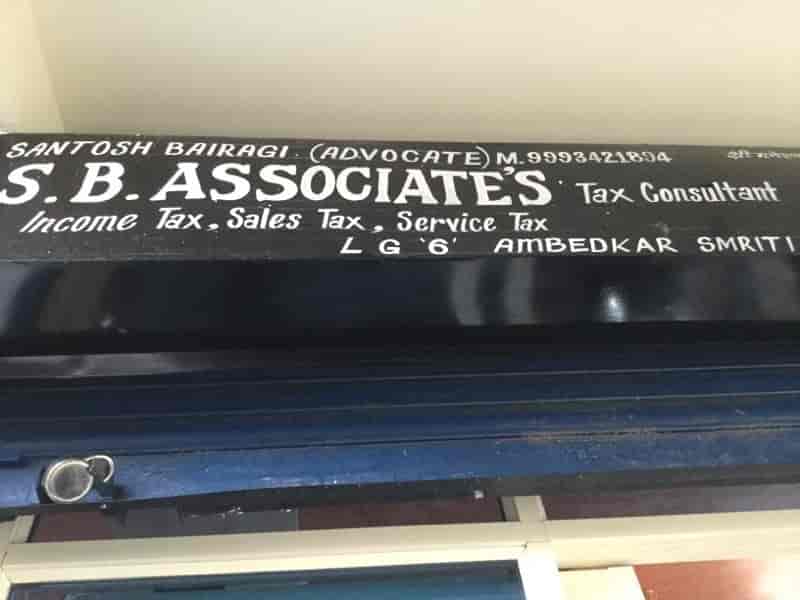 SANTOSH BAIRAGI. (ADVOCATE) M. 9993421894
श्री
S. B. ASSOCIATE'S Tax Consultant
Income Tax, Sales Tax, Service Tax
L G '6' AMBEDKAR SMRITI